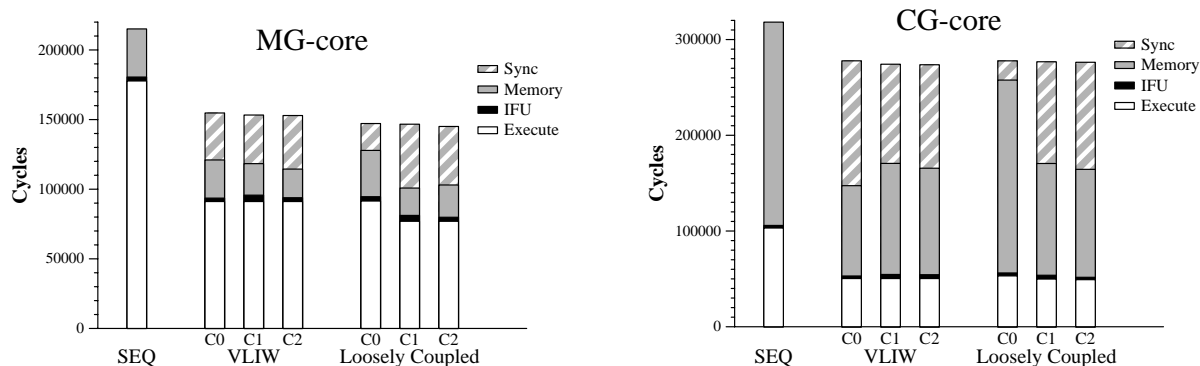 MG-core
200000
150000
100000
50000
0
Cycles
Sync
Memory
IFU
Execute
C0 C1 C2 C0 C1 C2
SEQ VLIW Loosely Coupled
CG-core
300000
200000
100000
0
Cycles
Sync
Memory
IFU
Execute
C0 C1 C2 C0 C1 C2
SEQ VLIW Loosely Coupled